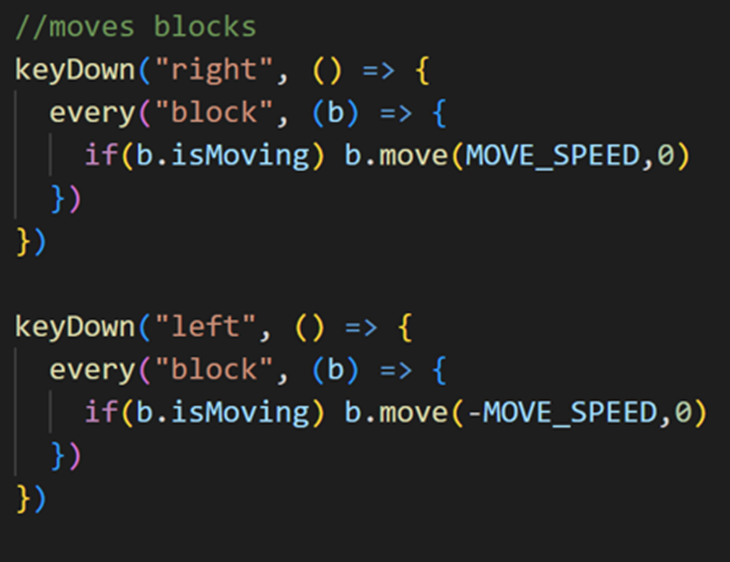 //moves blocks
keyDown("right", () => {
  every("block", (b) => {
    if(b.isMoving) b.move(MOVE_SPEED,0)
  })
})

keyDown("left", () => {
  every("block", (b) => {
    if(b.isMoving) b.move(-MOVE_SPEED,0)
  })
})